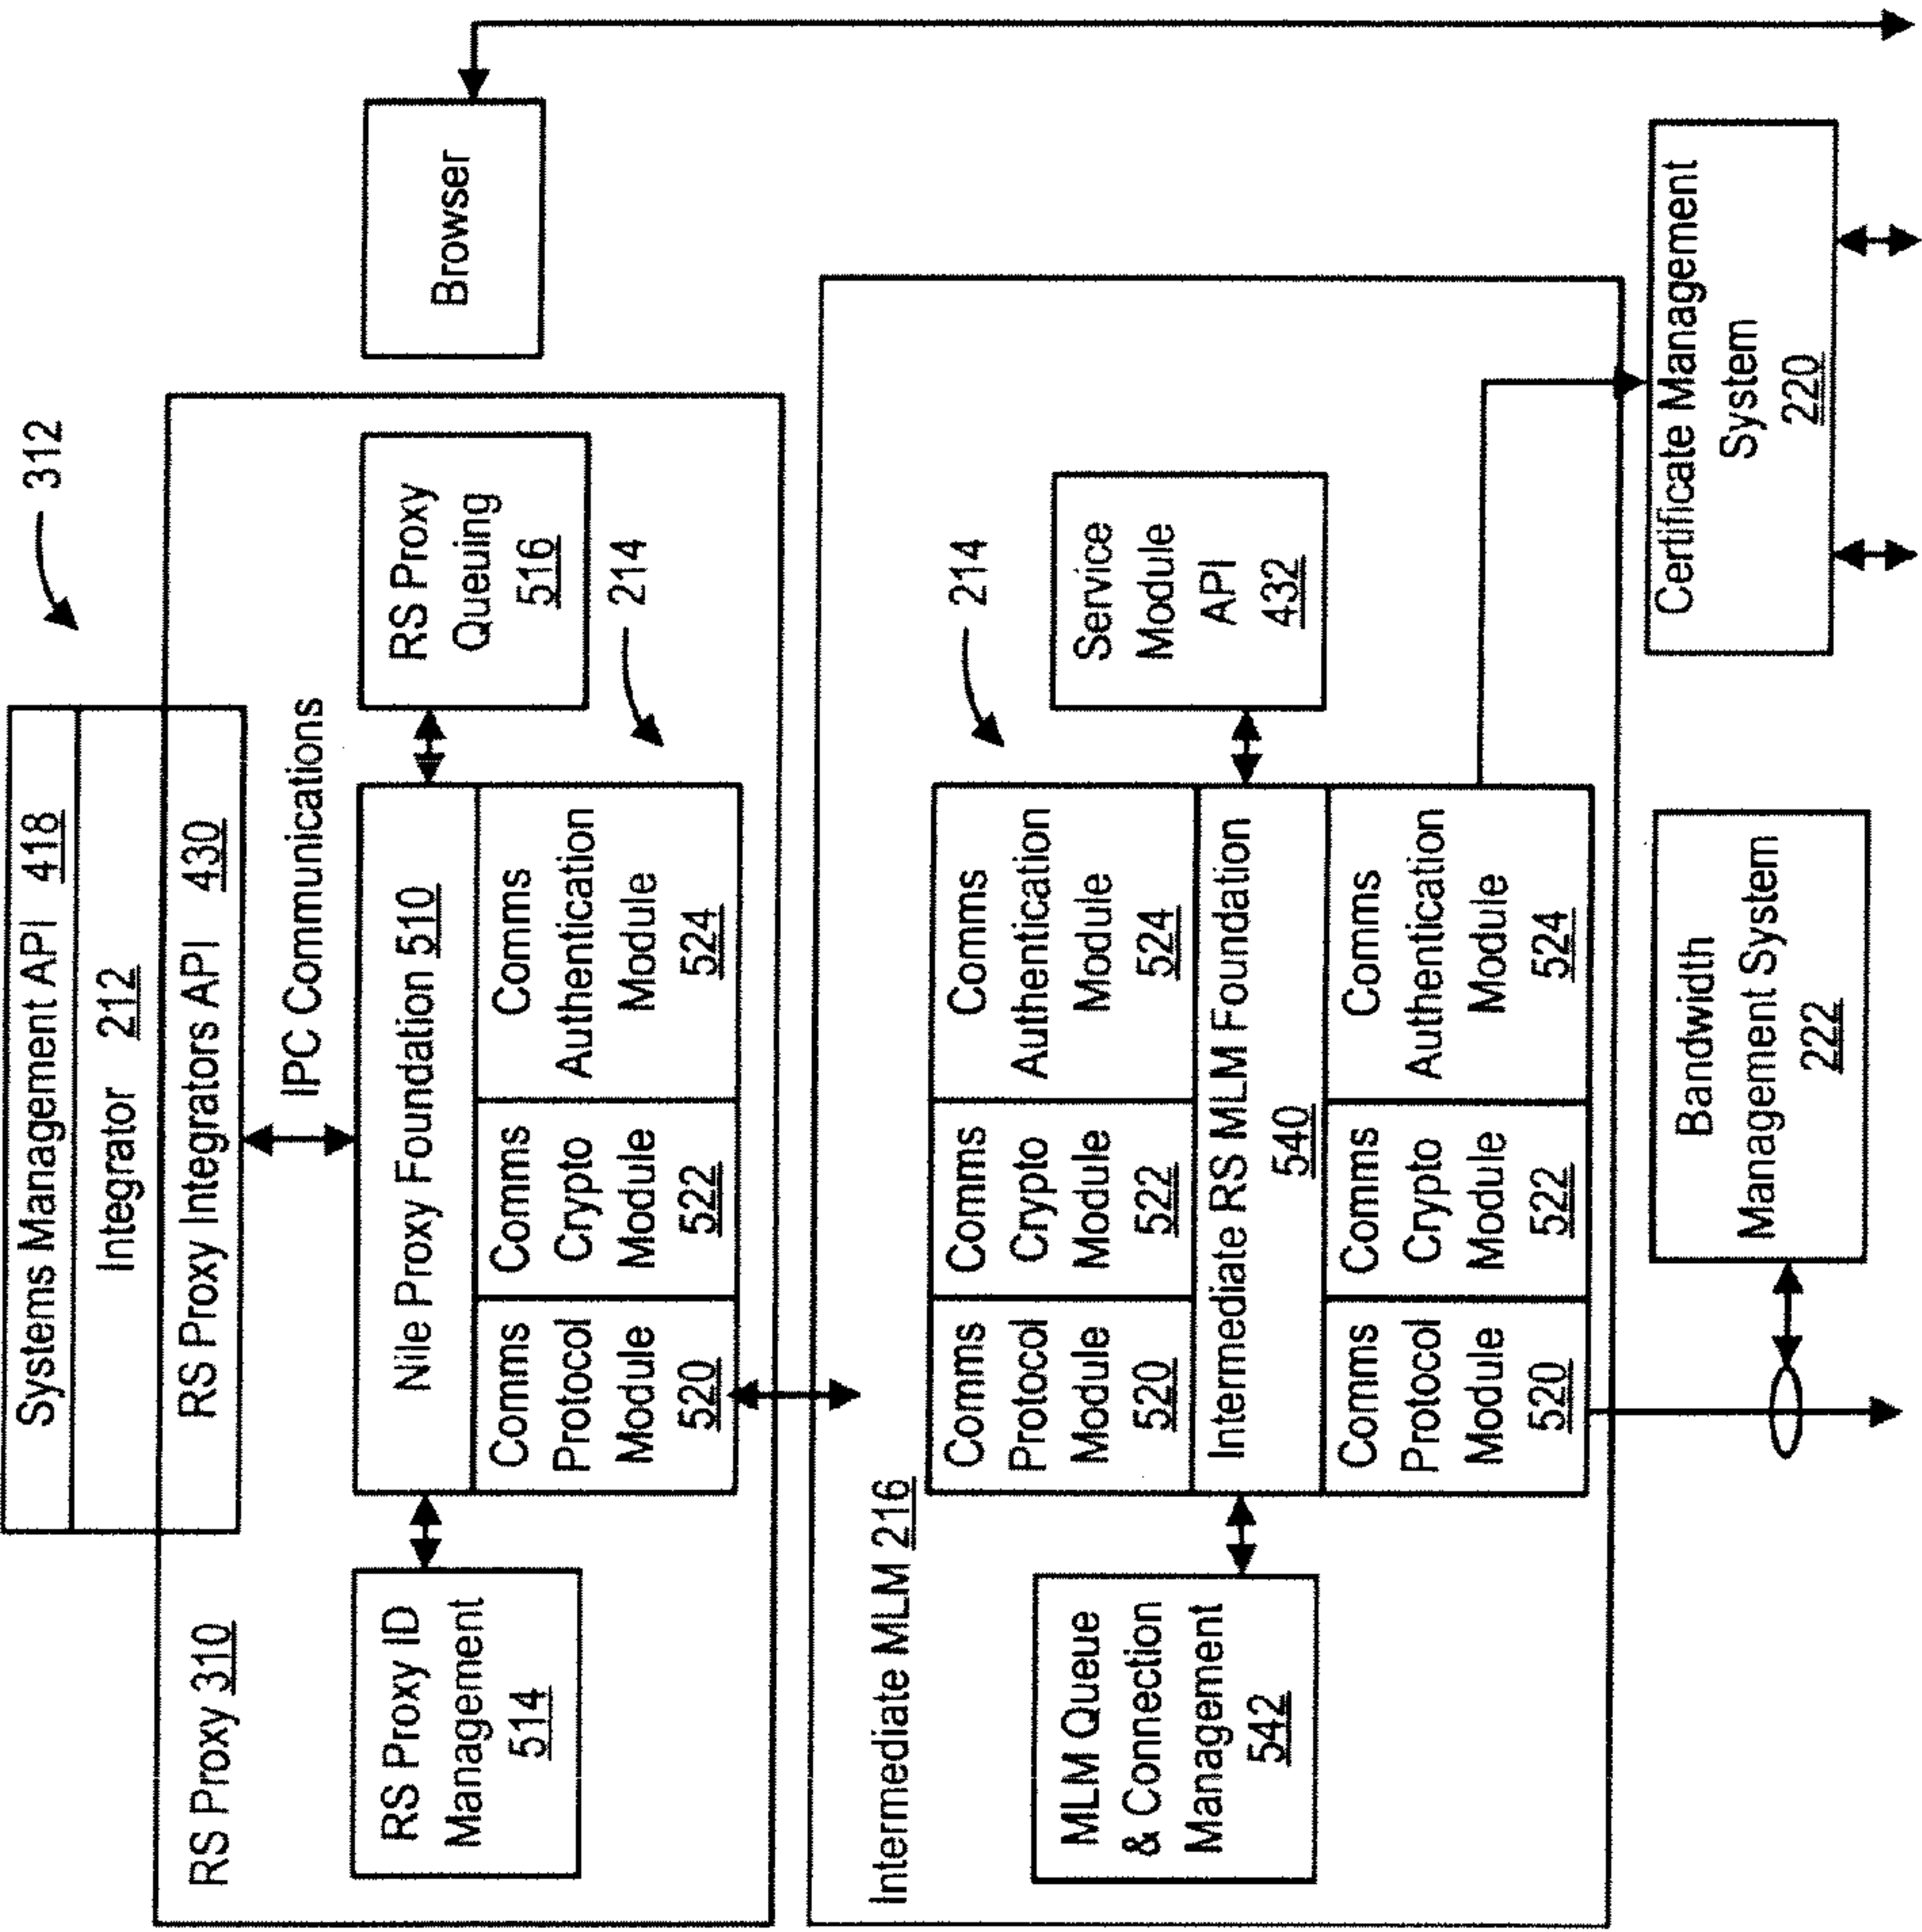 312
Systems Management API 418
Integrator 212
RS Proxy Integrators API 430
RS Proxy 310
IPC Communications
RS Proxy ID
Management
514
Nile Proxy Foundation 510
Comms
Protocol
Module
520
Comms
Crypto
Module
522
Comms
Authentication
Module
524
RS Proxy
Queuing
516
214
Browser
Intermediate MLM 216
MLM Queue
& Connection
Management
542
Comms
Protocol
Module
520
Comms
Crypto
Module
522
Comms
Authentication
Module
524
Intermediate RS MLM Foundation
540
Comms
Protocol
Module
520
Comms
Crypto
Module
522
Comms
Authentication
Module
524
214
Service
Module
API
432
Bandwidth
Management System
222
Certificate Management
System
220